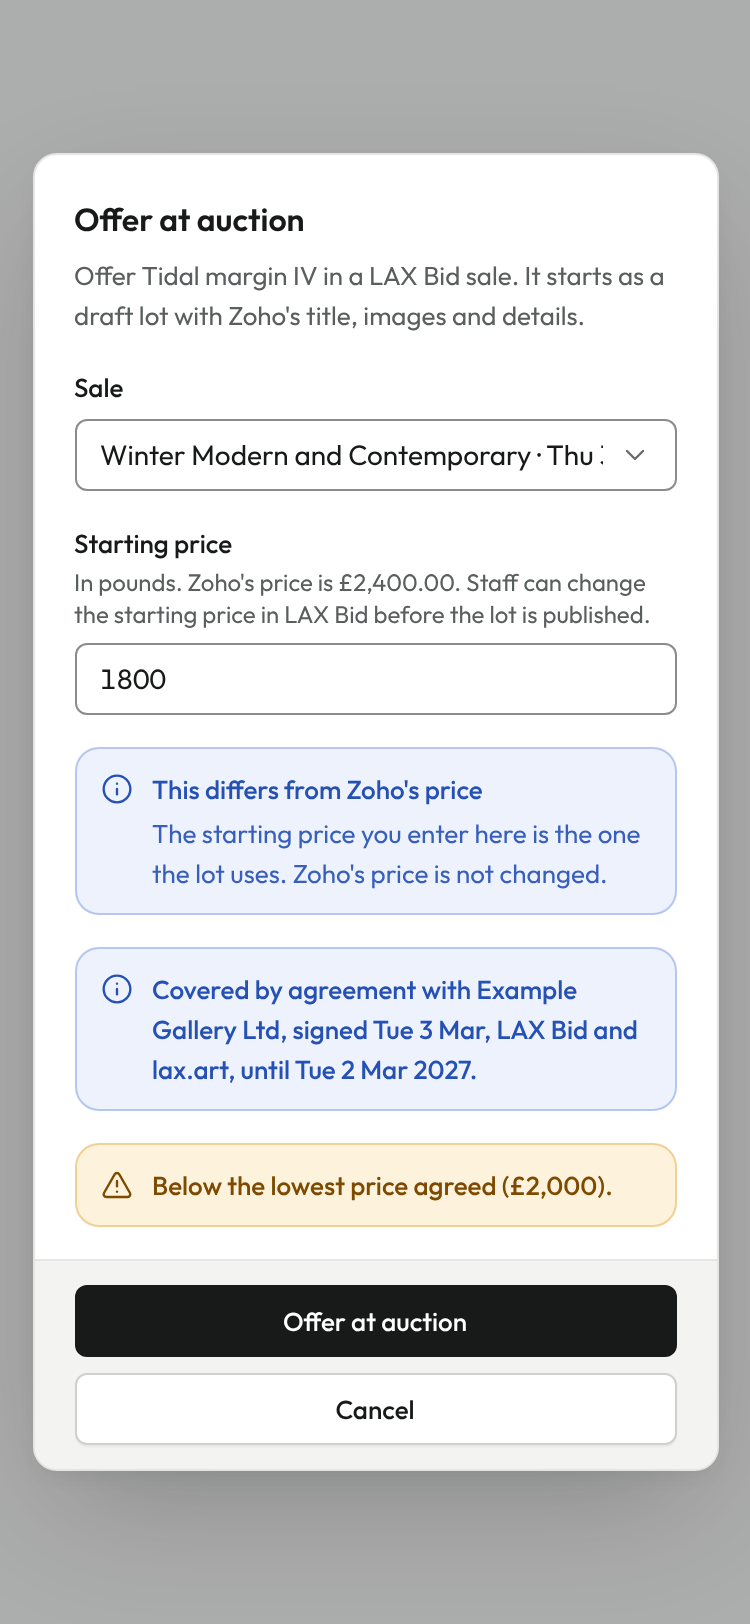 Offer at auction
Offer Tidal margin IV in a LAX Bid sale. It starts as a
draft lot with Zoho's title, images and details.
Sale
Winter Modern and Contemporary · Thu
Starting price
In pounds. Zoho's price is £2,400.00. Staff can change
the starting price in LAX Bid before the lot is published.
1800
This differs from Zoho's price
The starting price you enter here is the one
the lot uses. Zoho's price is not changed.
Covered by agreement with Example
Gallery Ltd, signed Tue 3 Mar, LAX Bid and
lax.art, until Tue 2 Mar 2027.
Below the lowest price agreed (£2,000).
Offer at auction
Cancel